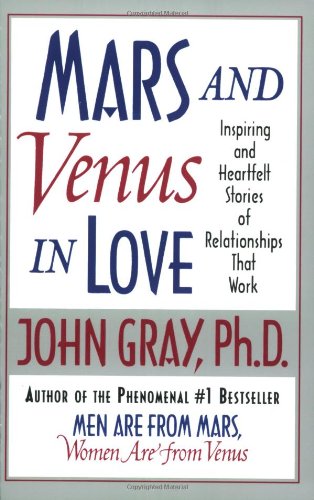 MARS AND
Venus
IN LOVE
Inspiring
and
Heartfelt
Stories
of
Relationships
That
Work
JOHN GRAY, Ph.D.
AUTHOR OF THE PHENOMENAL #1 BESTSELLER
MEN ARE FROM MARS,
Women Are from Venus